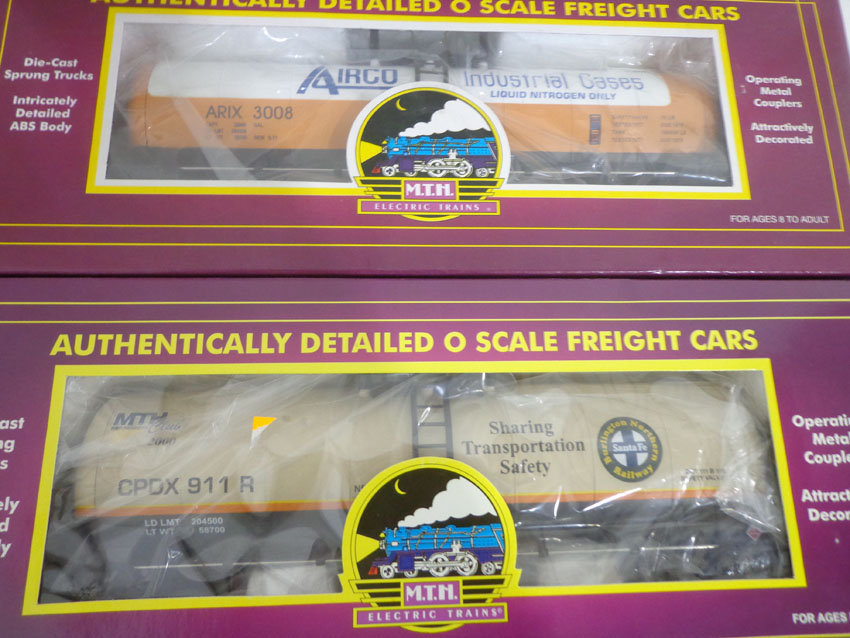 AUTHENTICALLY DETAILED O SCALE FREIGHT CARS
Die-Cast
Sprung Trucks
Intricately
Detailed
ABS Body
AIRCO Industrial Gases
LIQUID NITROGEN ONLY
ARIX 3008
Operating
Metal
Couplers
Attractively
Decorated
M.T.H.
ELECTRIC TRAINS
FOR AGES 8 TO ADULT
AUTHENTICALLY DETAILED O SCALE FREIGHT CARS
MTH
Club
2000
CPDX 911 R
LD LMT 204500
LT WT 58700
Sharing
Transportation
Safety
Burlington Northern
Santa Fe
Railway
Operati
Metal
Couple
Attrac
Decor
M.T.H.
ELECTRIC TRAINS®
FOR AGES 8